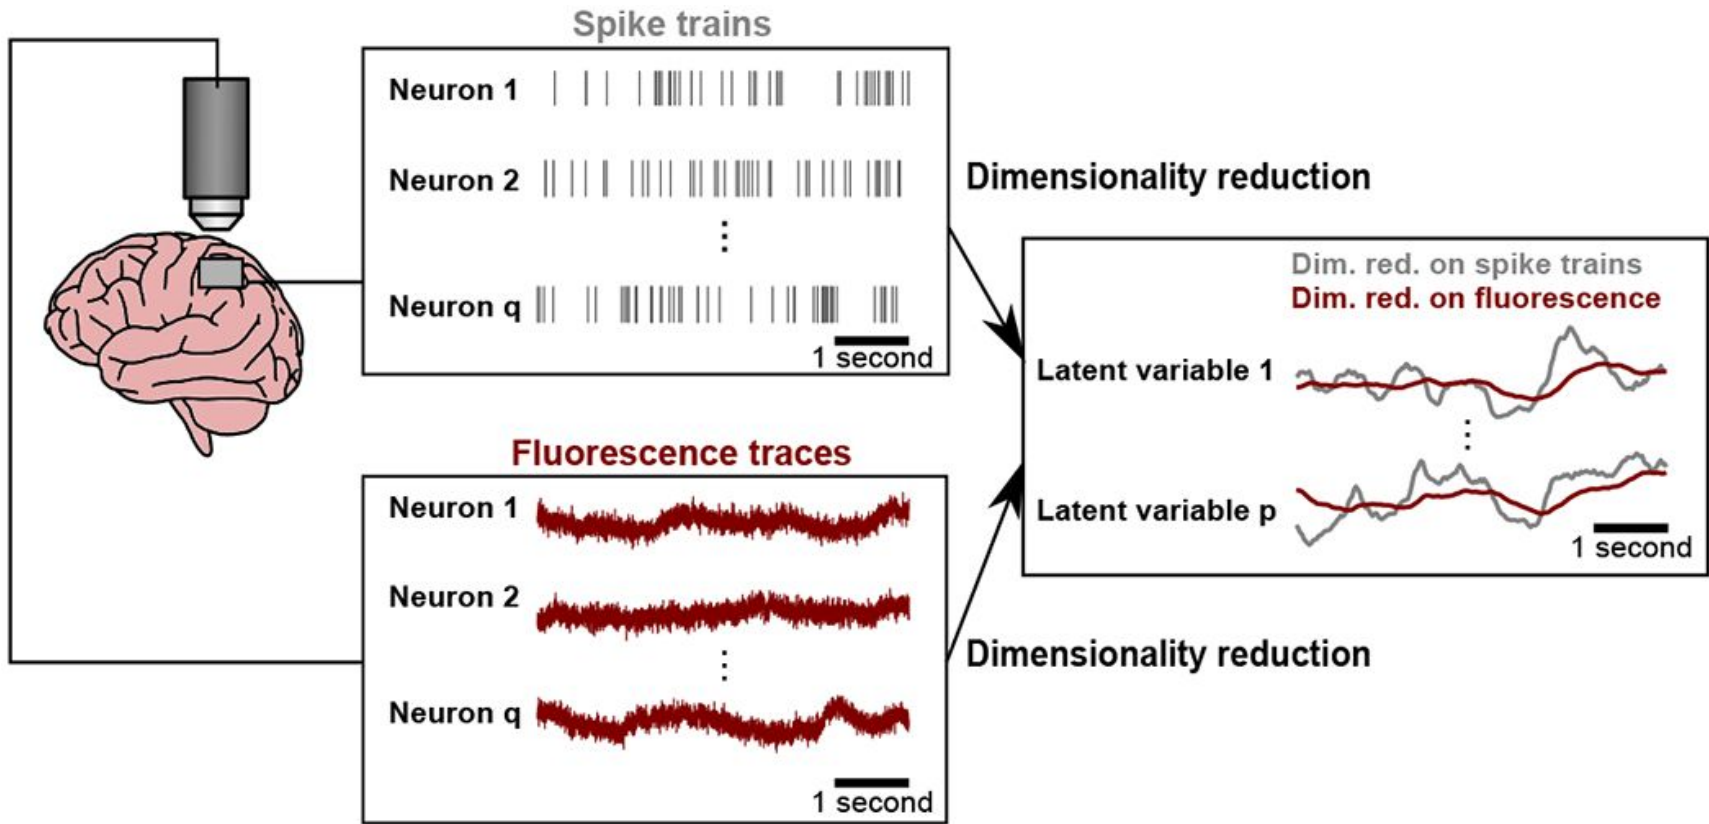 Spike trains
Neuron 1
Neuron 2
⋮
Neuron q
1 second
Dimensionality reduction
Fluorescence traces
Neuron 1
Neuron 2
⋮
Neuron q
1 second
Dimensionality reduction
Dim. red. on spike trains
Dim. red. on fluorescence
Latent variable 1
⋮
Latent variable p
1 second